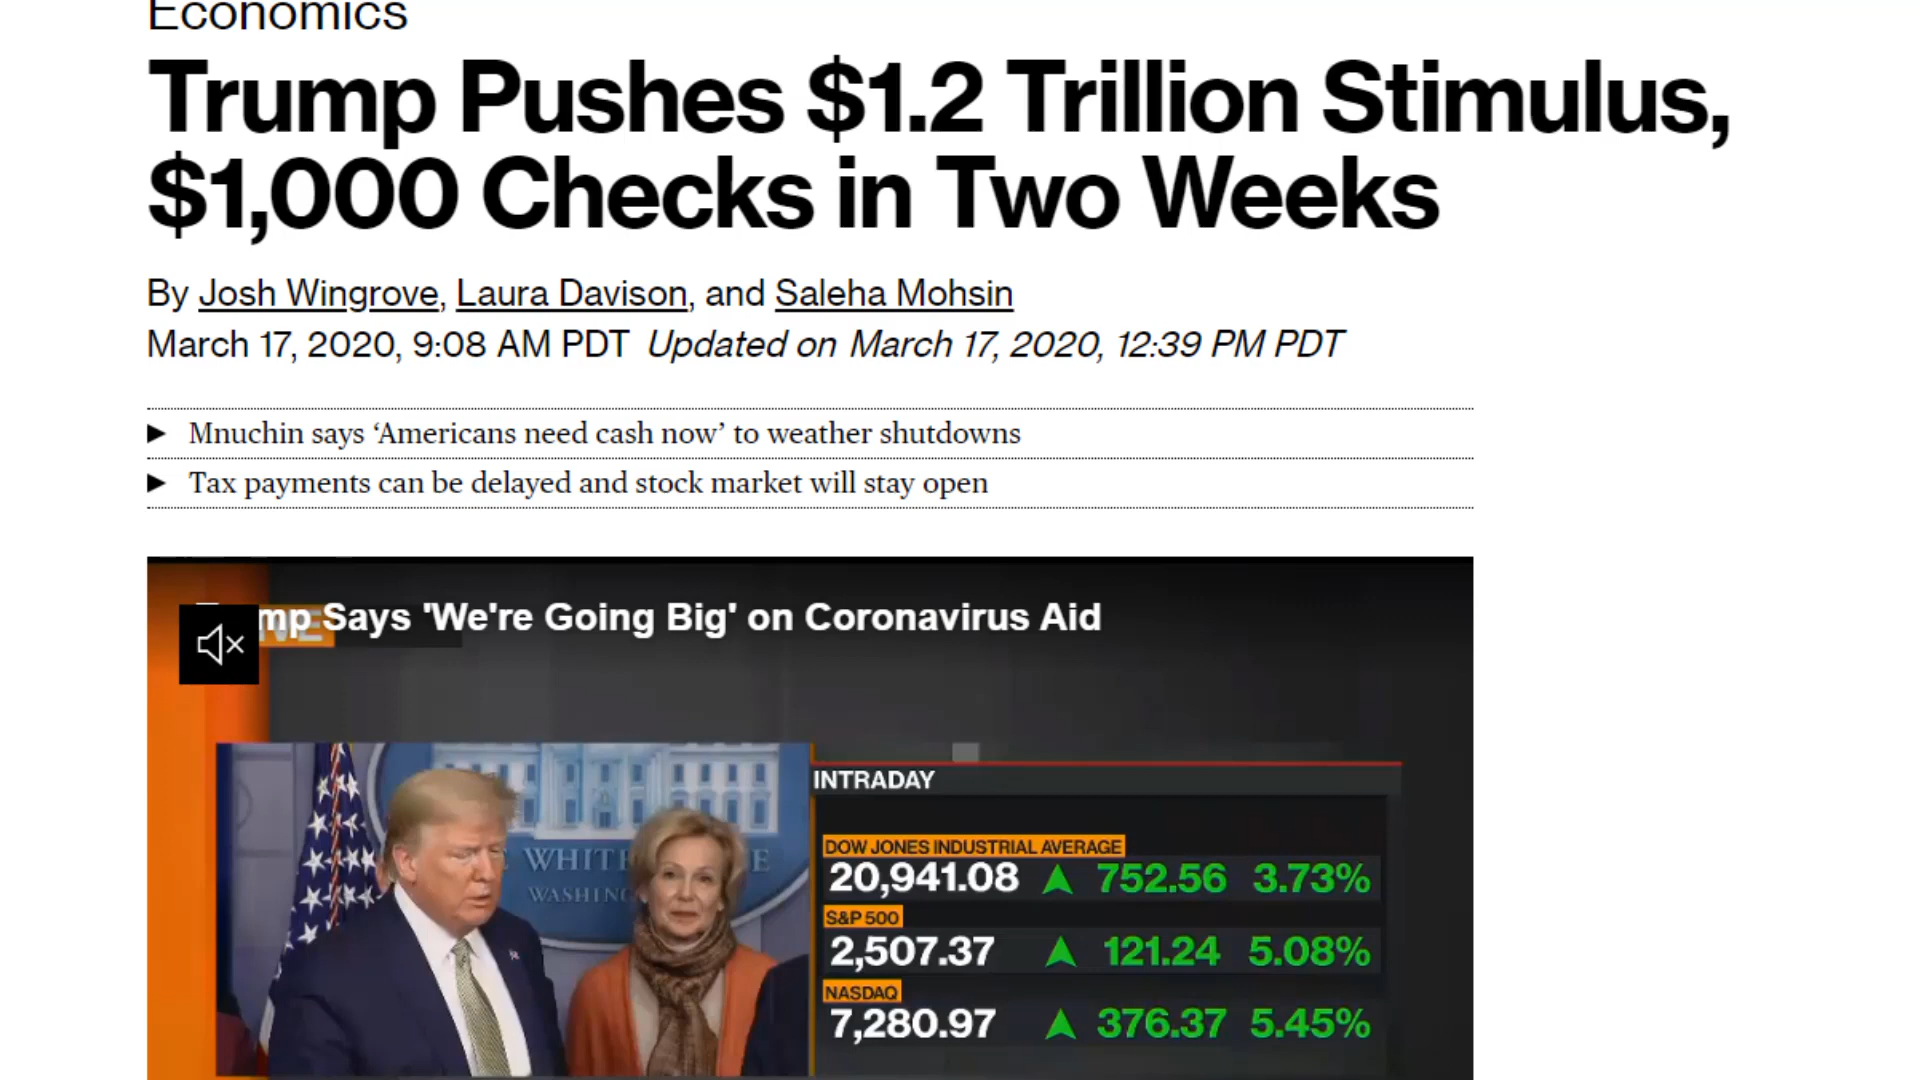 Economics
Trump Pushes $1.2 Trillion Stimulus,
$1,000 Checks in Two Weeks
By Josh Wingrove, Laura Davison, and Saleha Mohsin
March 17, 2020, 9:08 AM PDT Updated on March 17, 2020, 12:39 PM PDT
Mnuchin says ‘Americans need cash now’ to weather shutdowns
Tax payments can be delayed and stock market will stay open
mp Says 'We're Going Big' on Coronavirus Aid
INTRADAY
DOW JONES INDUSTRIAL AVERAGE
20,941.08 ▲ 752.56 3.73%
S&P 500
2,507.37 ▲ 121.24 5.08%
NASDAQ
7,280.97 ▲ 376.37 5.45%
WHIT E
WASHING